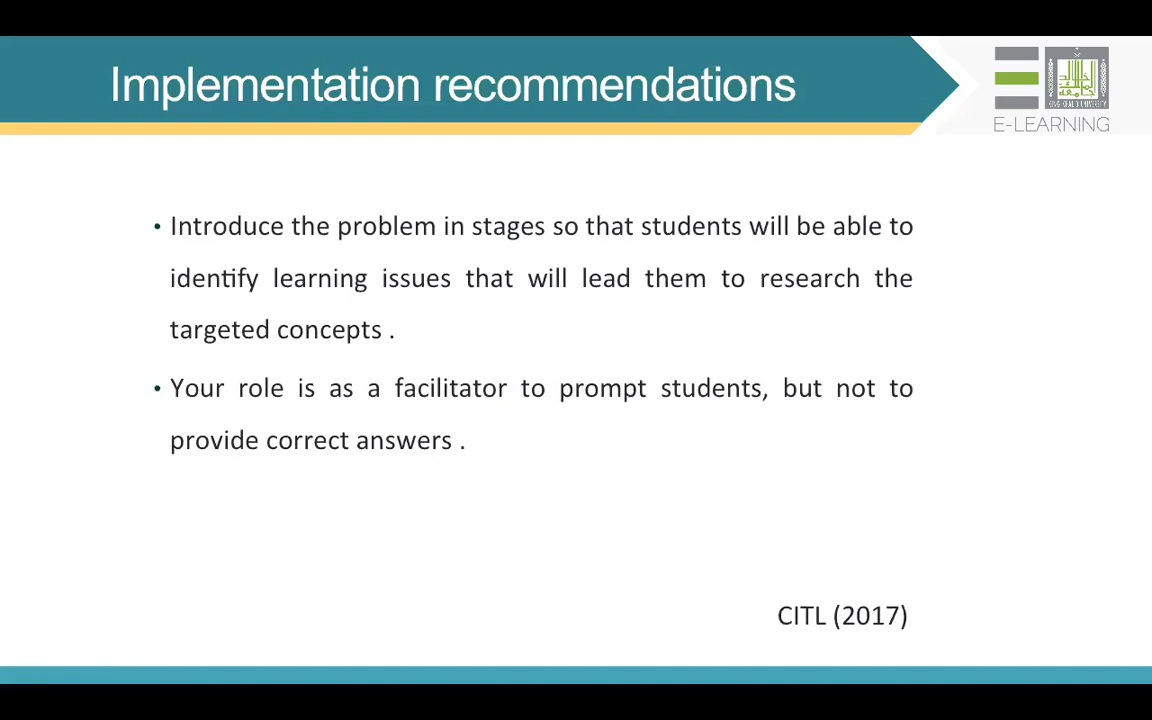 Implementation recommendations
E-LEARNING
• Introduce the problem in stages so that students will be able to
identify learning issues that will lead them to research the
targeted concepts .
• Your role is as a facilitator to prompt students, but not to
provide correct answers .
CITL (2017)